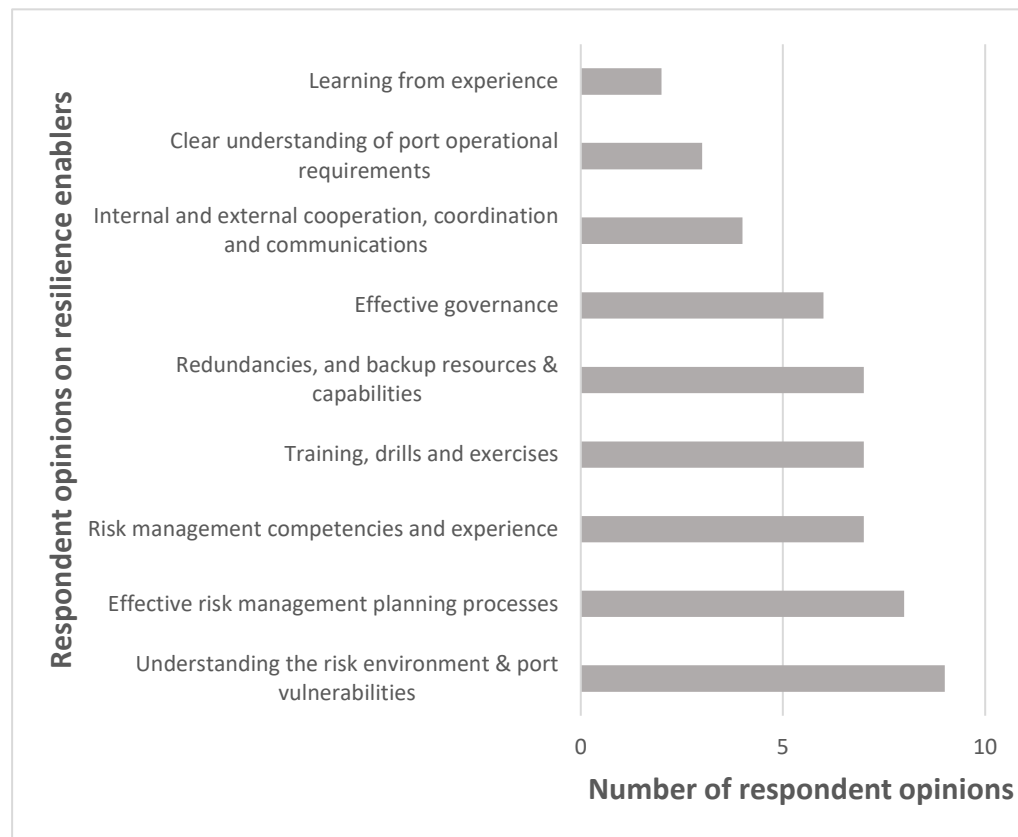 Respondent opinions on resilience enablers
Learning from experience
Clear understanding of port operational
requirements
Internal and external cooperation, coordination
and communications
Effective governance
Redundancies, and backup resources &
capabilities
Training, drills and exercises
Risk management competencies and experience
Effective risk management planning processes
Understanding the risk environment & port
vulnerabilities
0 5 10
Number of respondent opinions